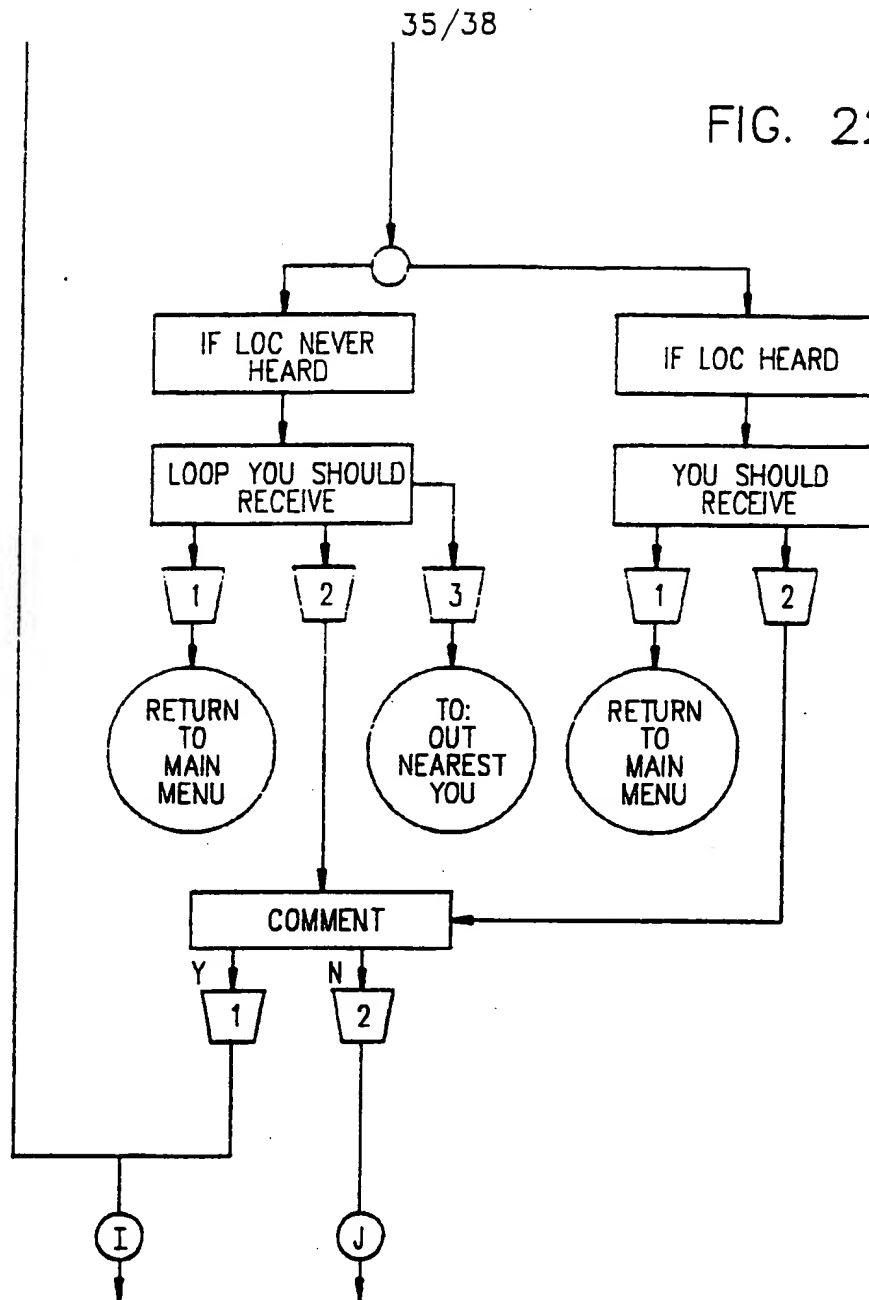 35/38
FIG. 22
IF LOC NEVER
HEARD
IF LOC HEARD
LOOP YOU SHOULD
RECEIVE
YOU SHOULD
RECEIVE
1
2
3
1
2
RETURN
TO
MAIN
MENU
TO:
OUT
NEAREST
YOU
RETURN
TO
MAIN
MENU
COMMENT
Y
N
1
2
I
J